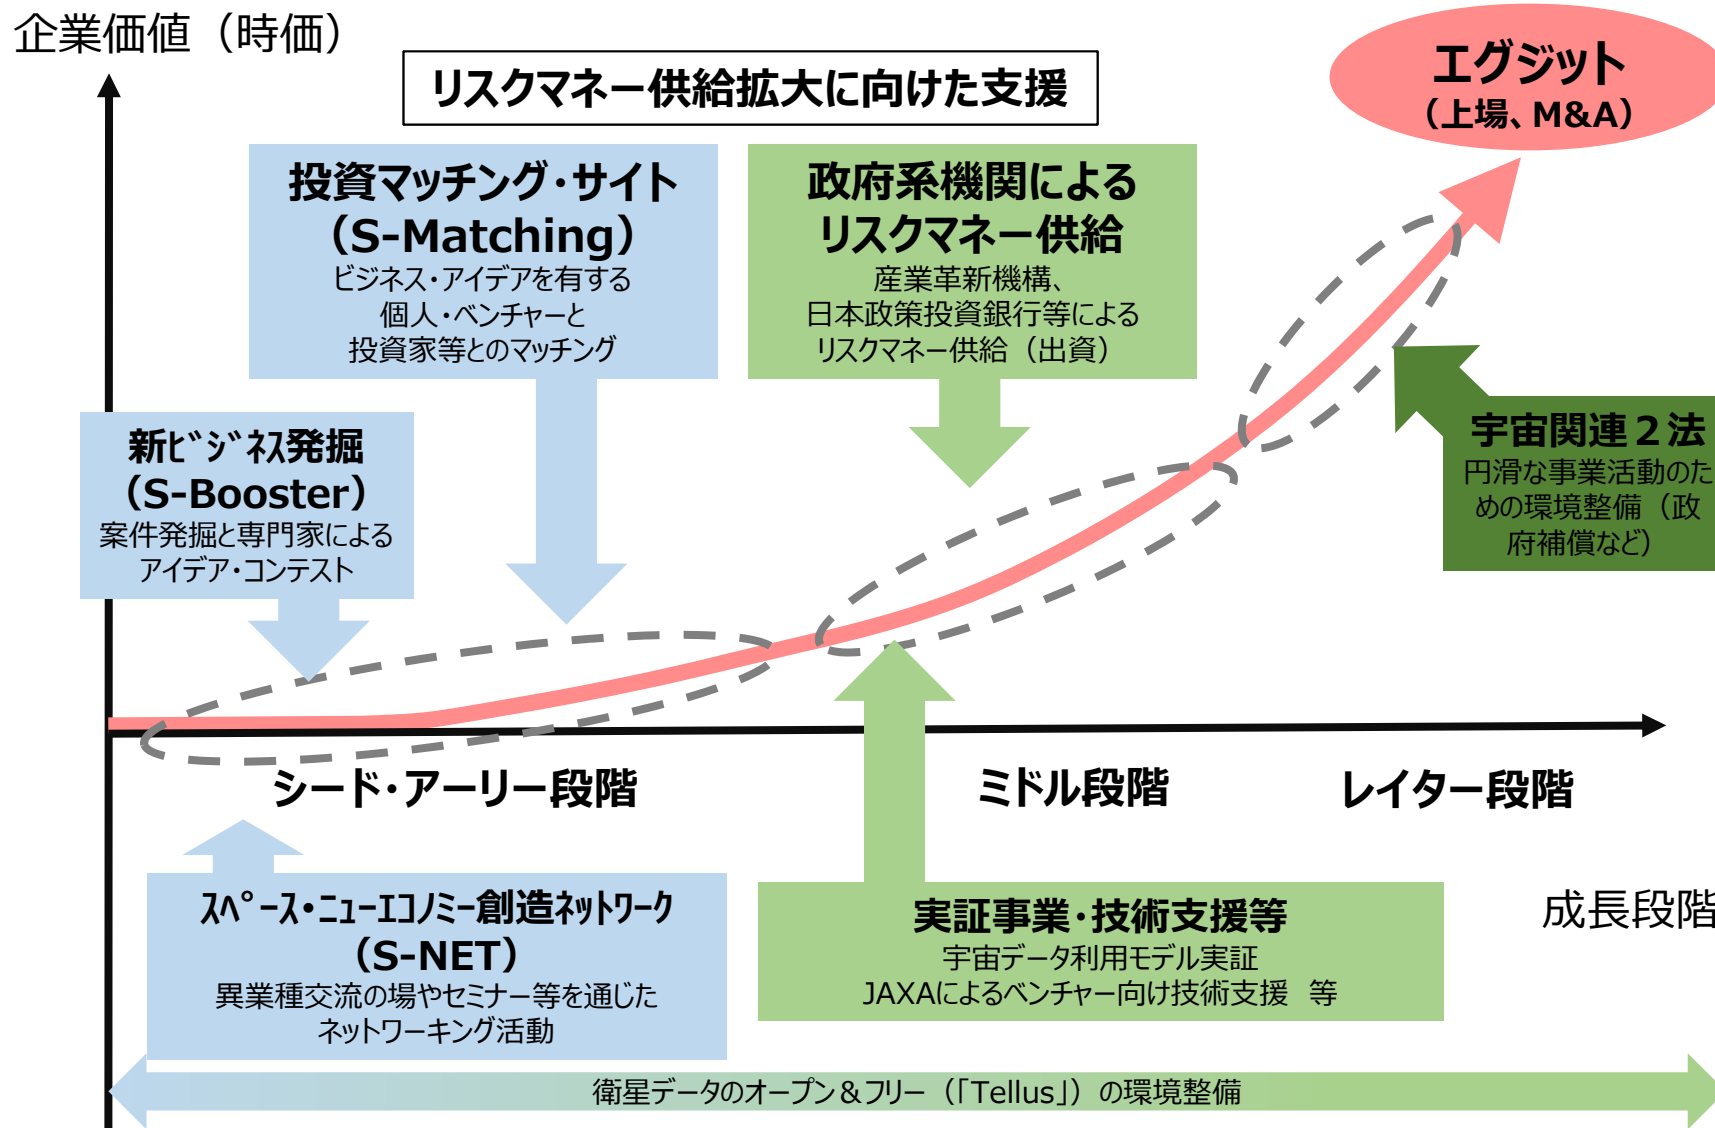 企業価値（時価）
リスクマネー供給拡大に向けた支援
エグジット
（上場、M&A）
投資マッチング・サイト
（S-Matching）
ビジネス・アイデアを有する
個人・ベンチャーと
投資家等とのマッチング
政府系機関による
リスクマネー供給
産業革新機構、
日本政策投資銀行等による
リスクマネー供給（出資）
新ﾋﾞｼﾞﾈｽ発掘
（S-Booster）
案件発掘と専門家による
アイデア・コンテスト
宇宙関連２法
円滑な事業活動のた
めの環境整備（政
府補償など）
シード・アーリー段階
ミドル段階
レイター段階
ｽﾍﾟｰｽ・ﾆｭｰｴｺﾉﾐｰ創造ﾈｯﾄﾜｰｸ
（S-NET）
異業種交流の場やセミナー等を通じた
ネットワーキング活動
実証事業・技術支援等
宇宙データ利用モデル実証
JAXAによるベンチャー向け技術支援　等
成長段階
衛星データのオープン＆フリー（「Tellus」）の環境整備